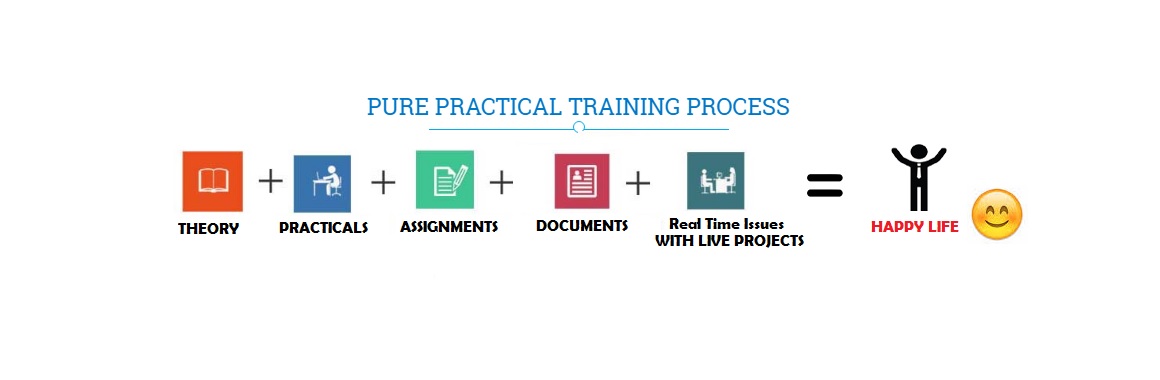 PURE PRACTICAL TRAINING PROCESS
THEORY + PRACTICALS + ASSIGNMENTS + DOCUMENTS + Real Time Issues
WITH LIVE PROJECTS = HAPPY LIFE